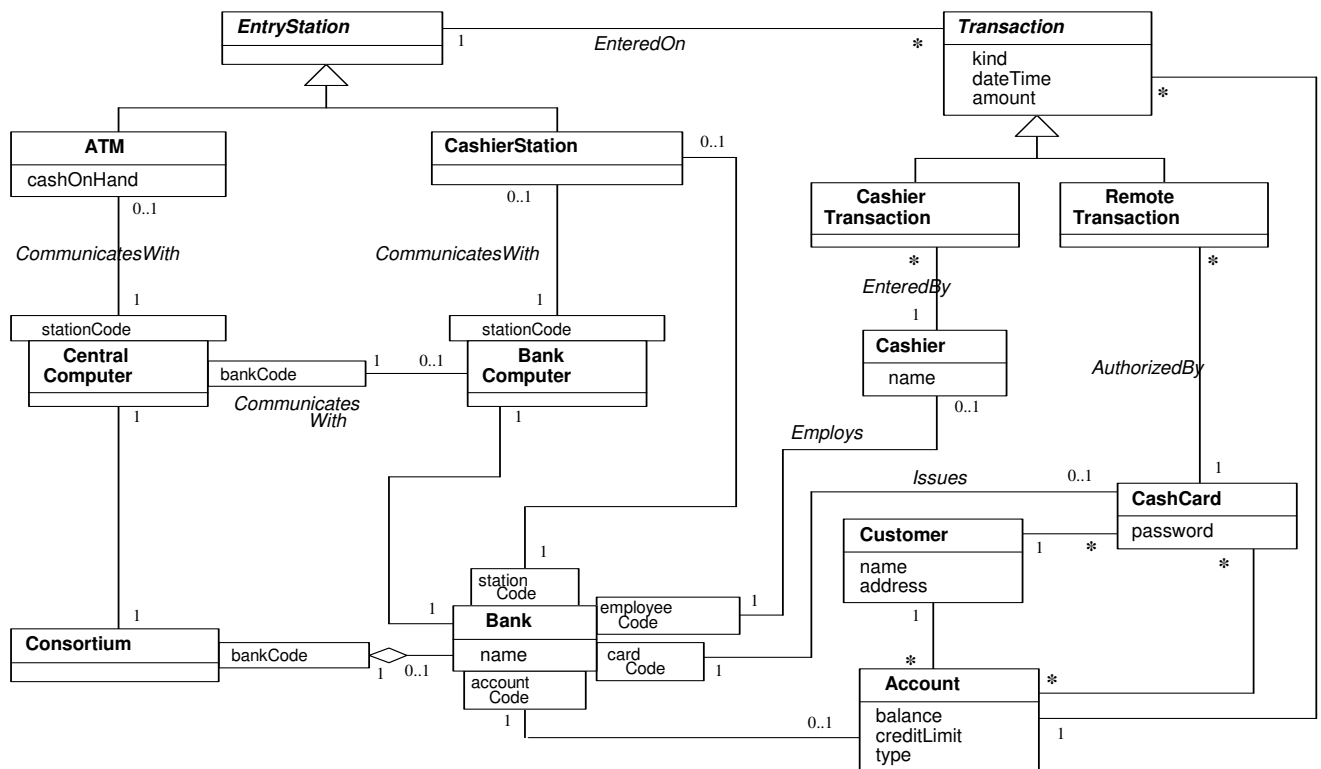 EntryStation
1
EnteredOn
*
Transaction
kind
dateTime
amount
*
ATM
cashOnHand
0..1
CashierStation
0..1
0..1
Cashier
Transaction
*
Remote
Transaction
*
CommunicatesWith
CommunicatesWith
EnteredBy
1
1
1
stationCode
stationCode
Central
Computer
bankCode
1
0..1
Communicates
With
Bank
Computer
1
1
Cashier
name
0..1
AuthorizedBy
Employs
Issues
0..1
1
CashCard
password
*
Customer
name
address
1
*
1
*
1
station
Code
1
Bank
name
employee
Code
1
card
Code
1
account
Code
1
1
Consortium
bankCode
1
0..1
0..1
Account
balance
creditLimit
type
*
1